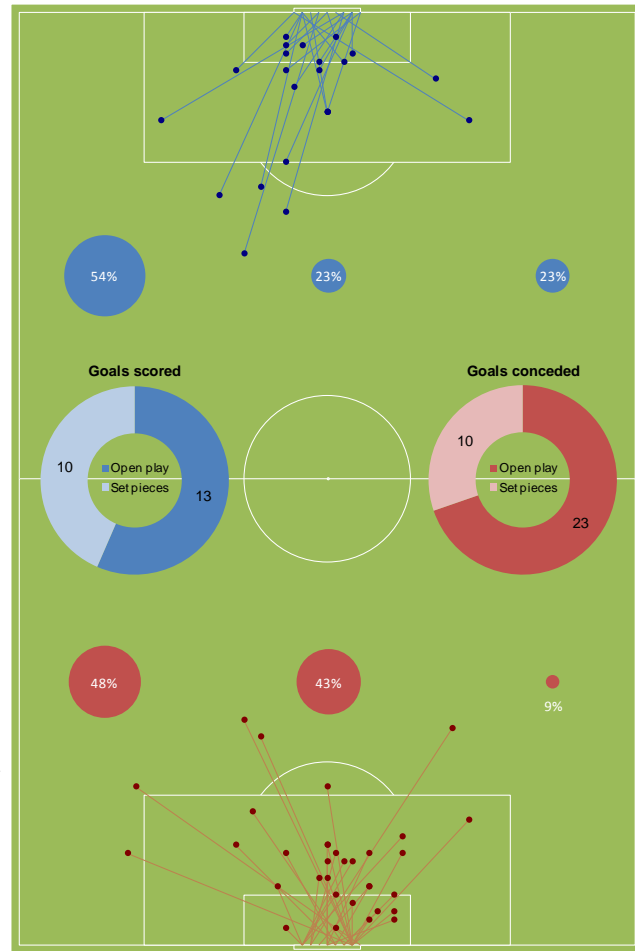 54%
23%
23%
Goals scored
Goals conceded
10
Open play
Set pieces
13
10
Open play
Set pieces
23
48%
43%
9%